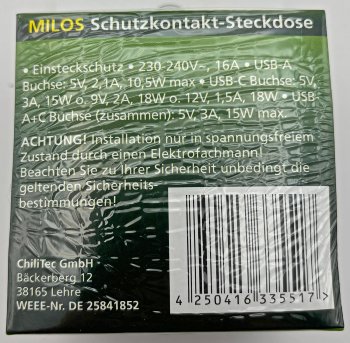 MILOS Schutzkontakt-Steckdose
• Einsteckschutz • 230-240V~, 16A • USB-A
Buchse: 5V, 2,1A, 10,5W max • USB-C Buchse: 5V,
3A, 15W o. 9V, 2A, 18W o. 12V, 1,5A, 18W • USB
A+C Buchse (zusammen): 5V, 3A, 15W max.
ACHTUNG! Installation nur in spannungsfreiem
Zustand durch einen Elektrofachmann!
Beachten Sie zu Ihrer Sicherheit unbedingt die
geltenden Sicherheits-
bestimmungen!
ChiliTec GmbH
Bäckerberg 12
38165 Lehre
WEEE-Nr. DE 25841852
4 250416 335517 >